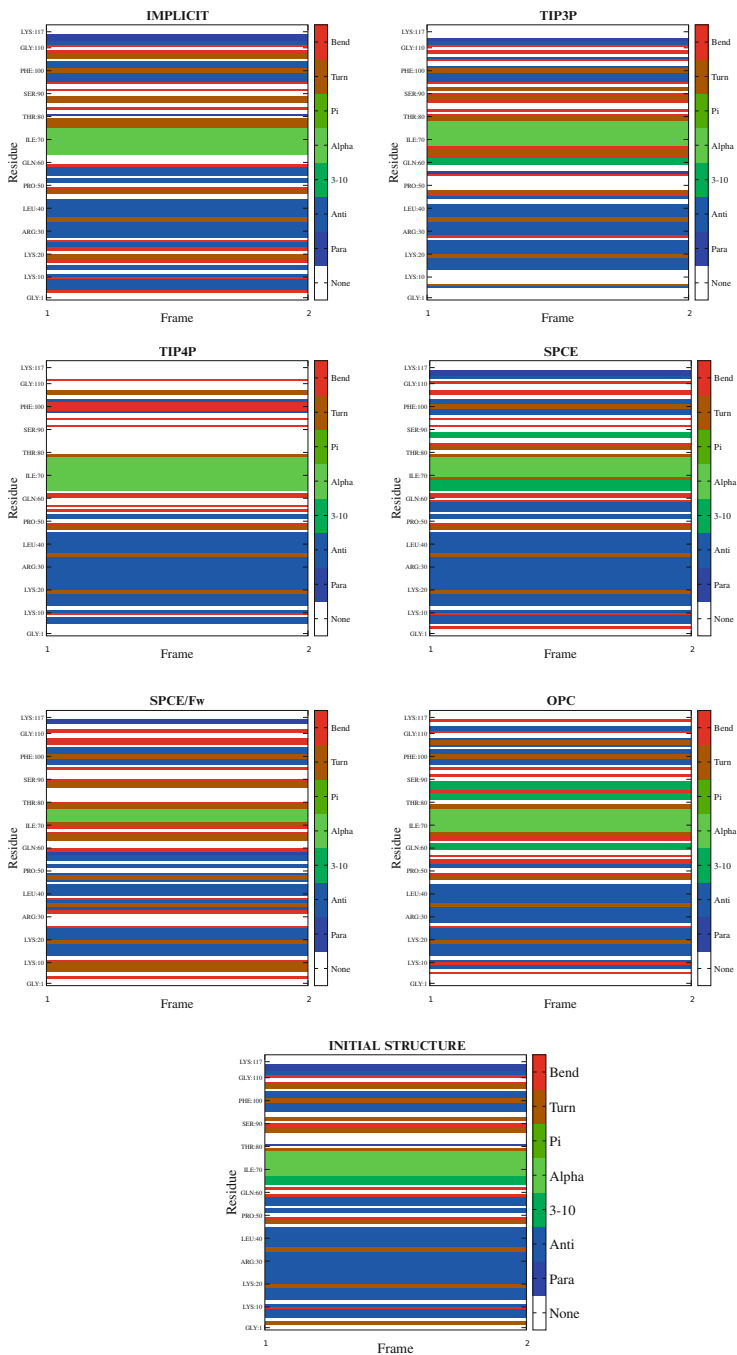 IMPLICIT
LYS:117
GLY:110
PHE:100
SER:90
THR:80
ILE:70
GLN:60
PRO:50
LEU:40
ARG:30
LYS:20
LYS:10
GLY:1
Residue
1
2
Frame
Bend
Turn
Pi
Alpha
3-10
Anti
Para
None
TIP3P
LYS:117
GLY:110
PHE:100
SER:90
THR:80
ILE:70
GLN:60
PRO:50
LEU:40
ARG:30
LYS:20
LYS:10
GLY:1
Residue
1
2
Frame
Bend
Turn
Pi
Alpha
3-10
Anti
Para
None
TIP4P
LYS:117
GLY:110
PHE:100
SER:90
THR:80
ILE:70
GLN:60
PRO:50
LEU:40
ARG:30
LYS:20
LYS:10
GLY:1
Residue
1
2
Frame
Bend
Turn
Pi
Alpha
3-10
Anti
Para
None
SPCE
LYS:117
GLY:110
PHE:100
SER:90
THR:80
ILE:70
GLN:60
PRO:50
LEU:40
ARG:30
LYS:20
LYS:10
GLY:1
Residue
1
2
Frame
Bend
Turn
Pi
Alpha
3-10
Anti
Para
None
SPCE/Fw
LYS:117
GLY:110
PHE:100
SER:90
THR:80
ILE:70
GLN:60
PRO:50
LEU:40
ARG:30
LYS:20
LYS:10
GLY:1
Residue
1
2
Frame
Bend
Turn
Pi
Alpha
3-10
Anti
Para
None
OPC
LYS:117
GLY:110
PHE:100
SER:90
THR:80
ILE:70
GLN:60
PRO:50
LEU:40
ARG:30
LYS:20
LYS:10
GLY:1
Residue
1
2
Frame
Bend
Turn
Pi
Alpha
3-10
Anti
Para
None
INITIAL STRUCTURE
LYS:117
GLY:110
PHE:100
SER:90
THR:80
ILE:70
GLN:60
PRO:50
LEU:40
ARG:30
LYS:20
LYS:10
GLY:1
Residue
1
2
Frame
Bend
Turn
Pi
Alpha
3-10
Anti
Para
None